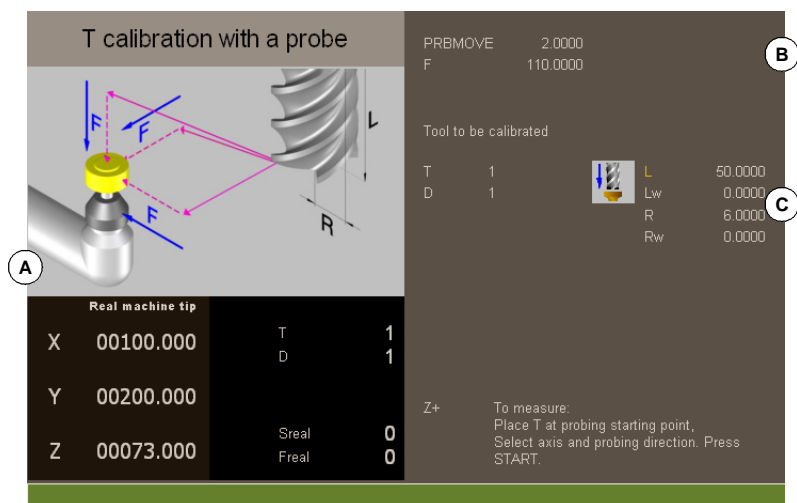 T calibration with a probe
F
F
F
L
R
A
Real machine tip
X 00100.000
Y 00200.000
Z 00073.000
T 1
D 1
Sreal 0
Freal 0
PRBMOVE 2.0000
F 110.0000
B
Tool to be calibrated
T 1
D 1
L 50.0000
Lw 0.0000
R 6.0000
Rw 0.0000
C
Z+ To measure:
Place T at probing starting point,
Select axis and probing direction. Press
START.